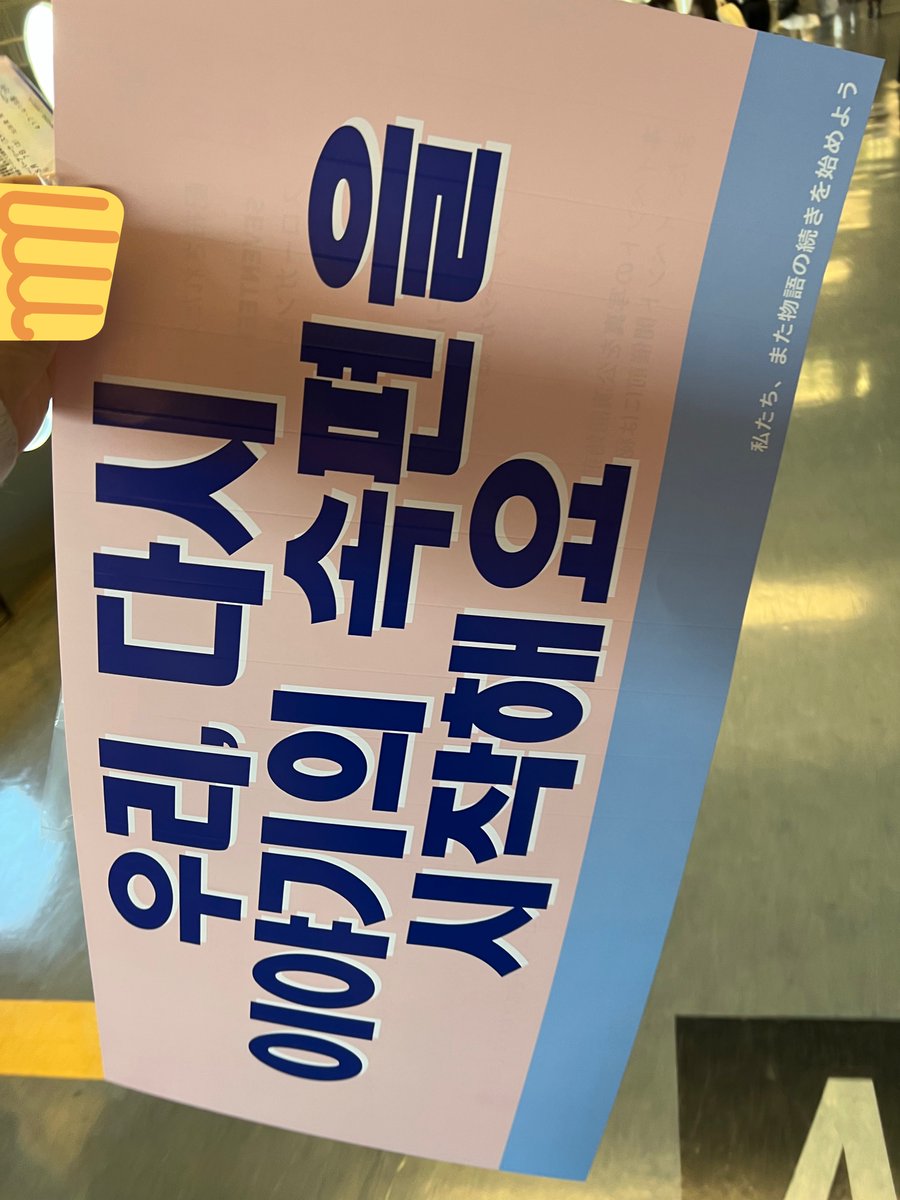 우리, 다시
이야기의 속편을
시작해요
私たち、また物語の続きを始めよう